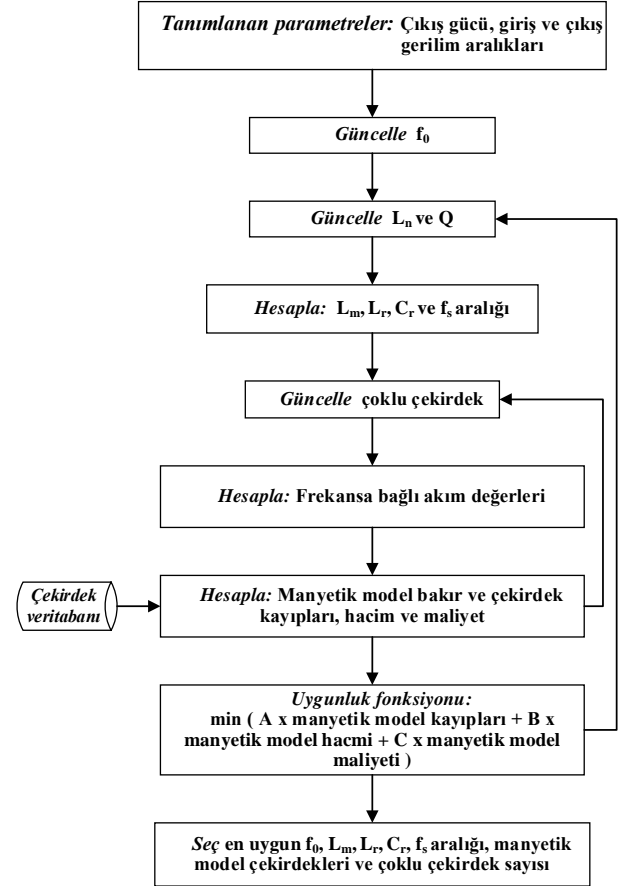 Tanımlanan parametreler: Çıkış gücü, giriş ve çıkış
gerilim aralıkları
Güncelle f₀
Güncelle Lₙ ve Q
Hesapla: Lₘ, Lᵣ, Cᵣ ve fₛ aralığı
Güncelle çoklu çekirdek
Hesapla: Frekansa bağlı akım değerleri
Çekirdek
veritabanı
Hesapla: Manyetik model bakır ve çekirdek
kayıpları, hacim ve maliyet
Uygunluk fonksiyonu:
min ( A x manyetik model kayıpları + B x
manyetik model hacmi + C x manyetik model
maliyeti )
Seç en uygun f₀, Lₘ, Lᵣ, Cᵣ, fₛ aralığı, manyetik
model çekirdekleri ve çoklu çekirdek sayısı